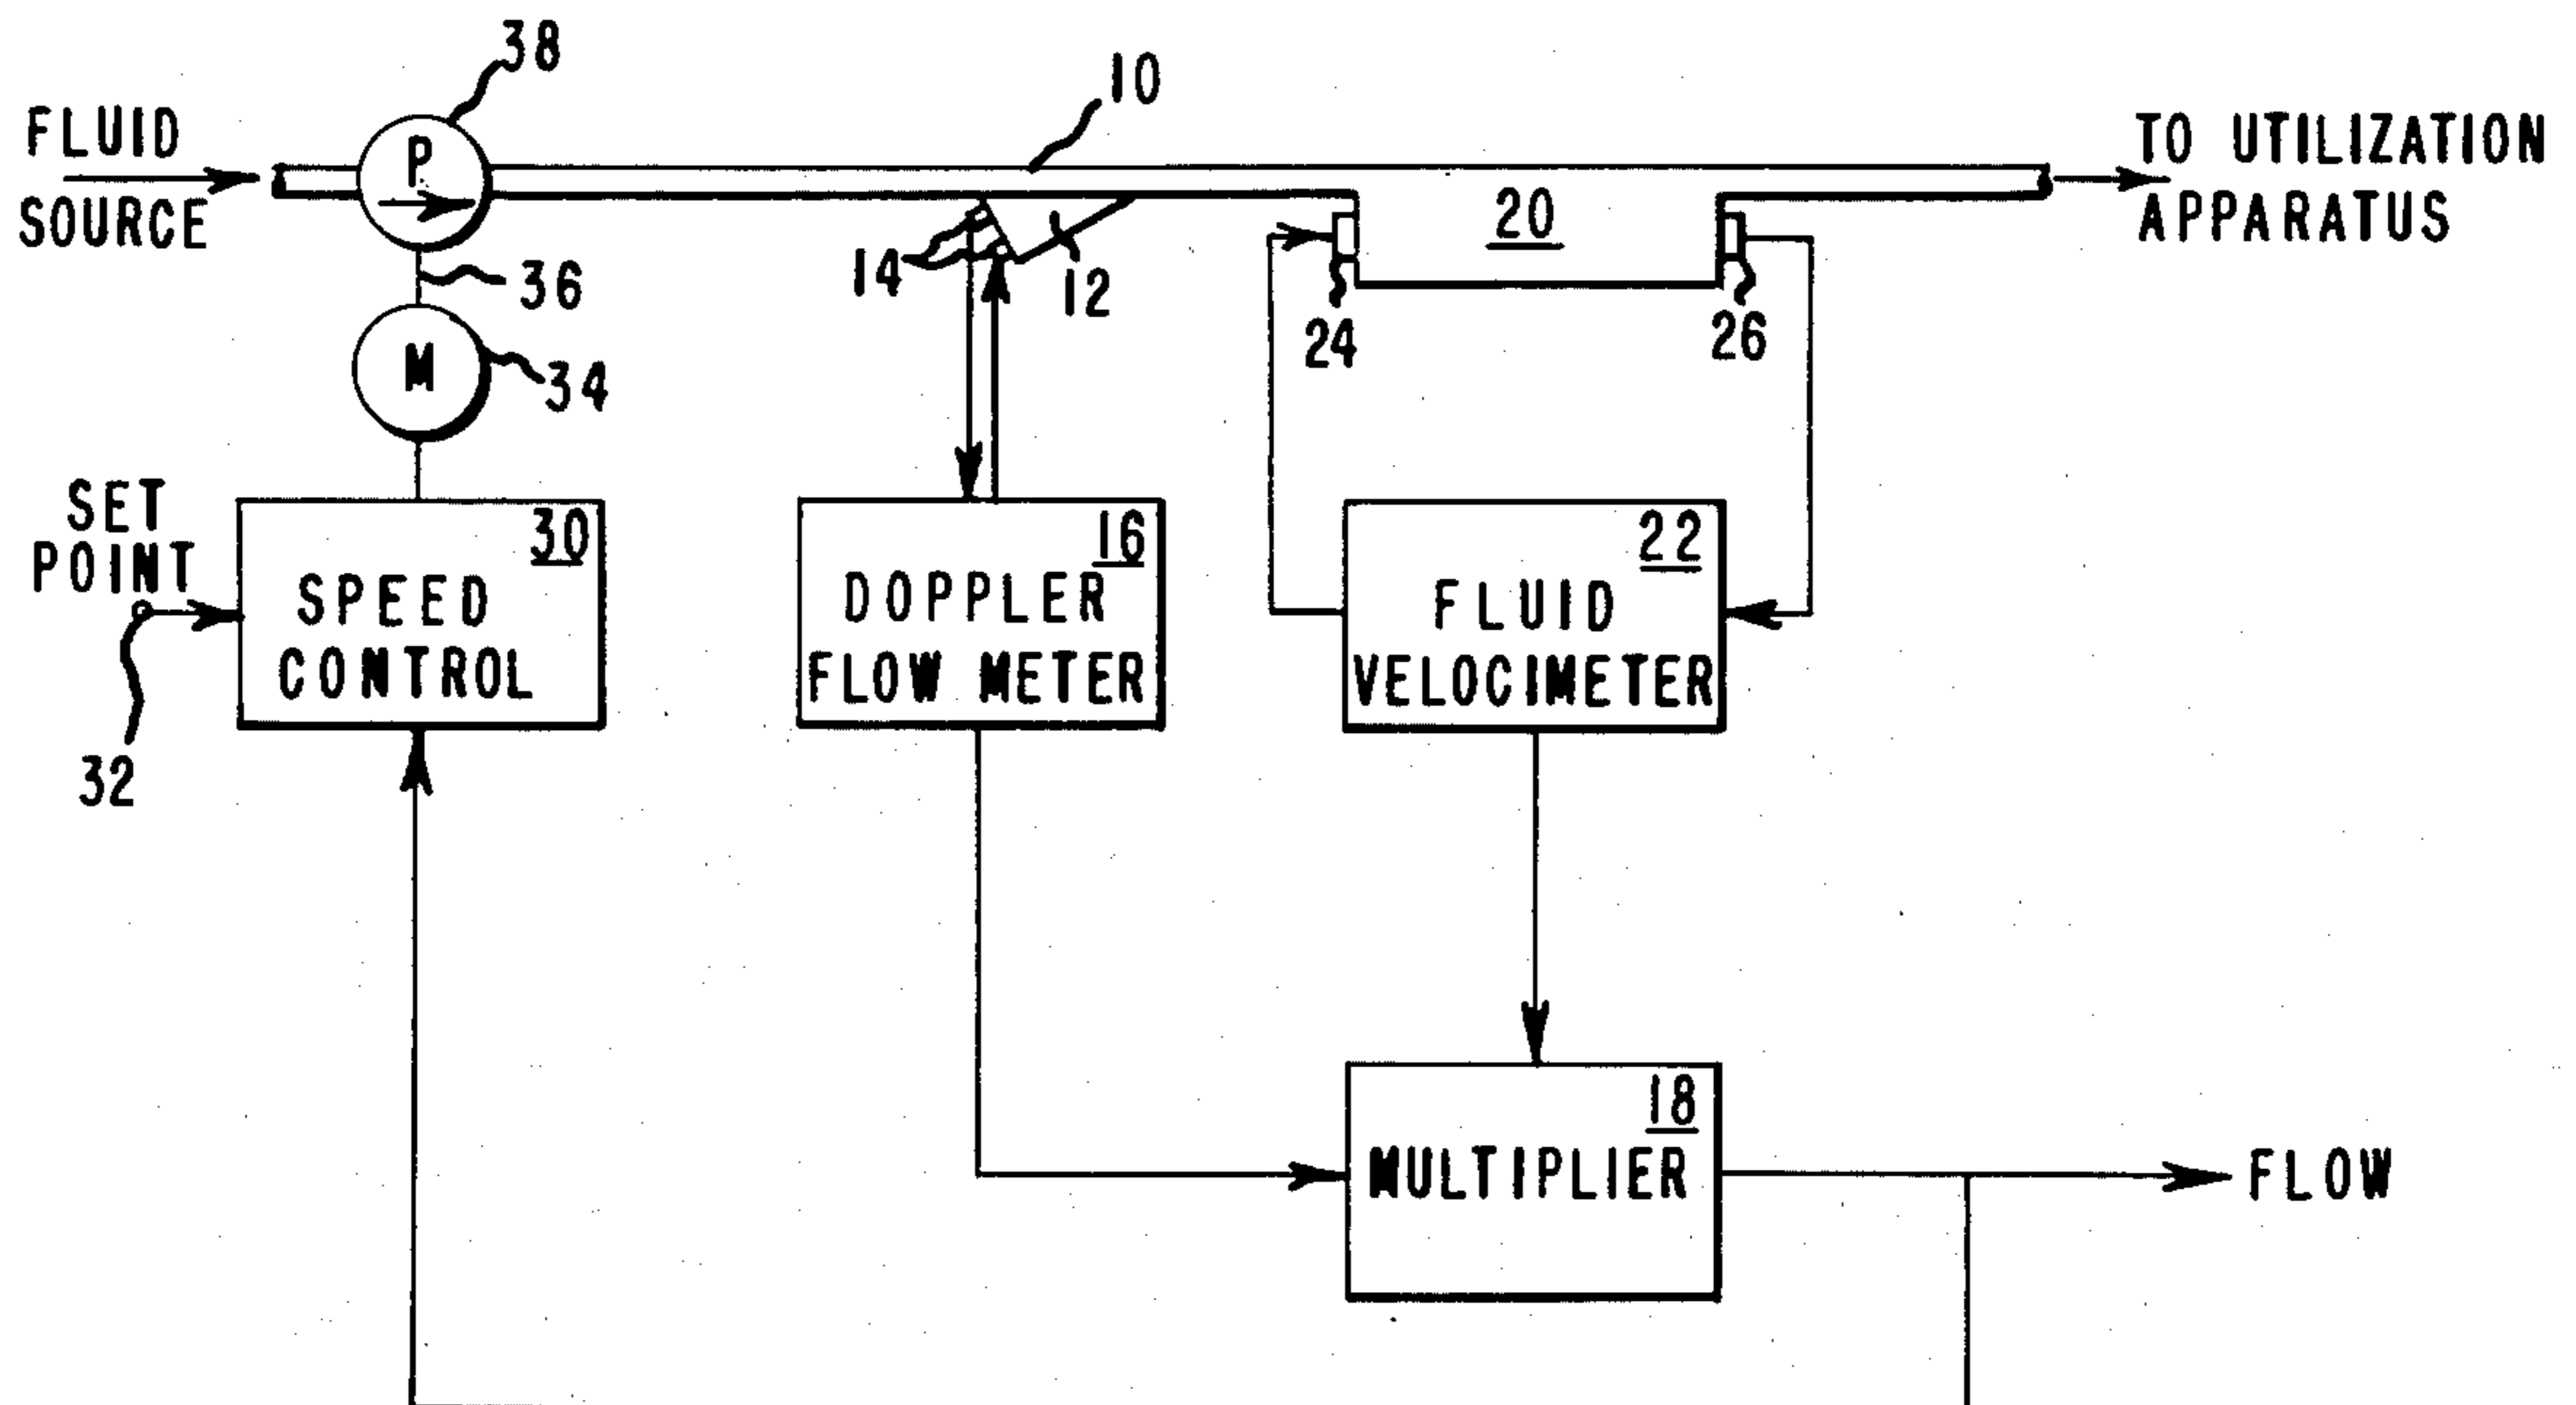 38
10
FLUID
SOURCE
P
TO UTILIZATION
APPARATUS
20
14
12
36
24
26
M
34
SET
POINT
30
SPEED
CONTROL
16
DOPPLER
FLOW METER
22
FLUID
VELOCIMETER
32
18
MULTIPLIER
FLOW